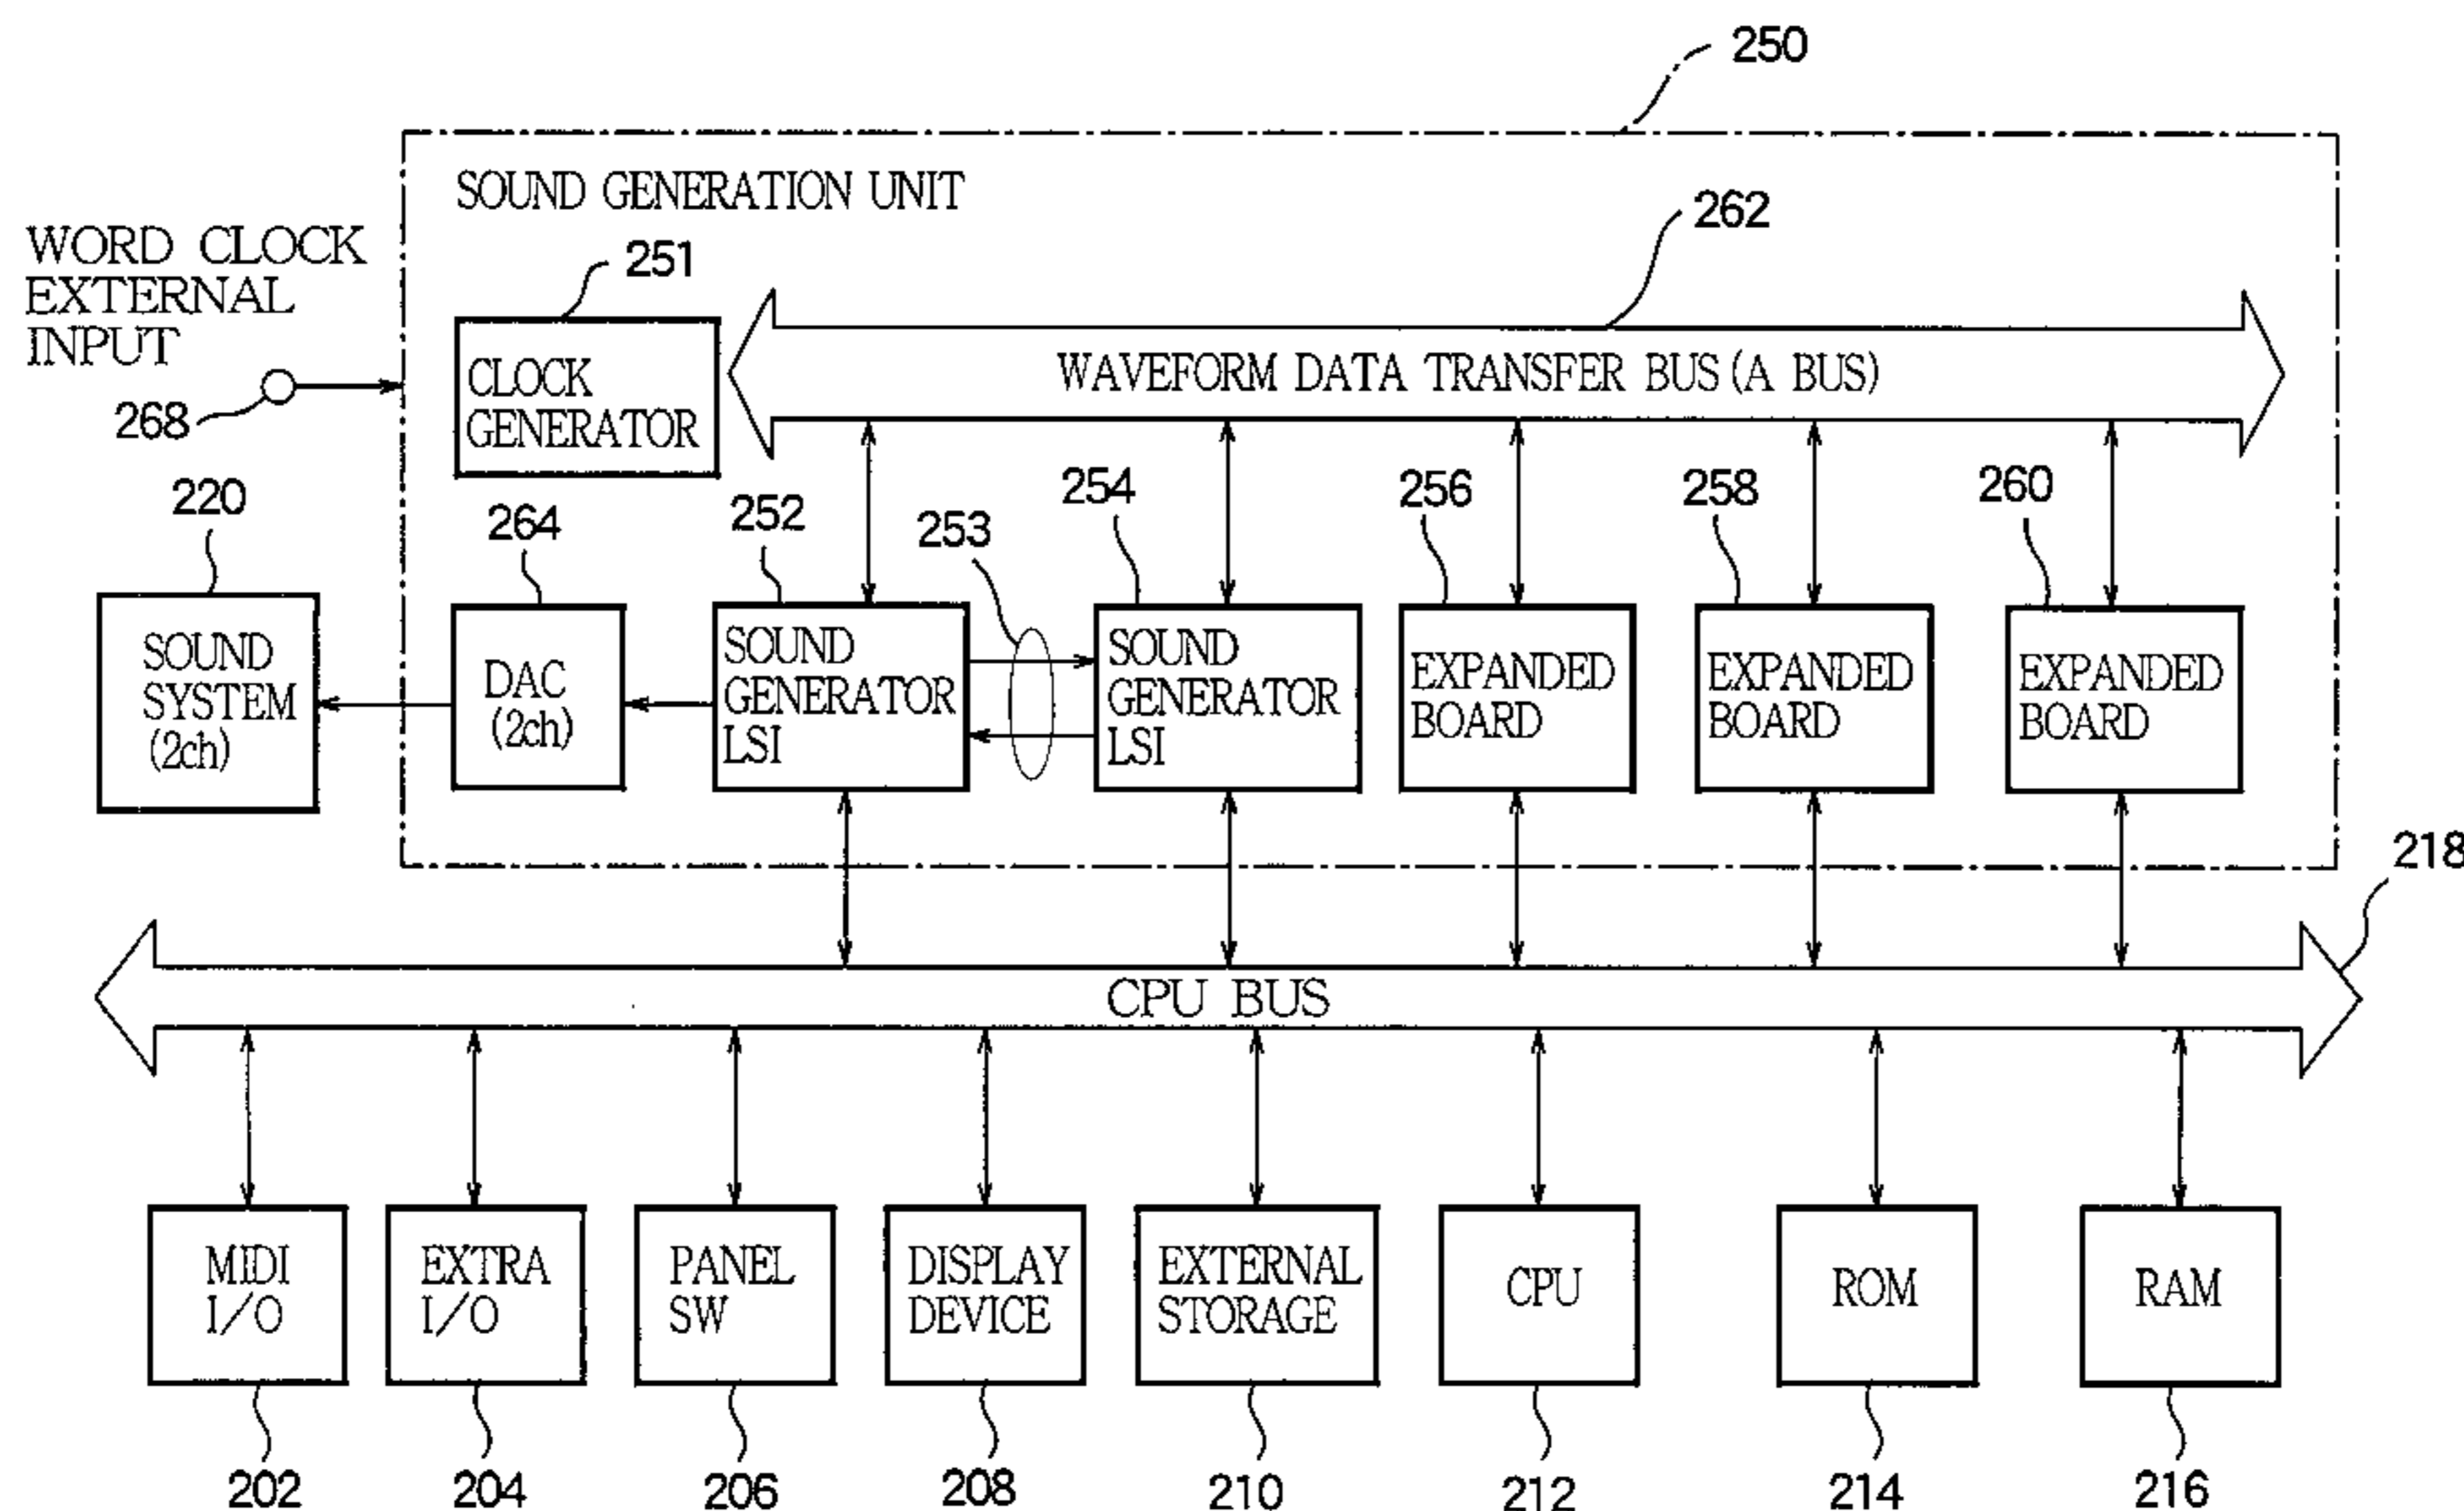 250
SOUND GENERATION UNIT
262
WORD CLOCK
EXTERNAL
INPUT
251
268
CLOCK
GENERATOR
WAVEFORM DATA TRANSFER BUS (A BUS)
220
264
252
253
254
256
258
260
SOUND
SYSTEM
(2ch)
DAC
(2ch)
SOUND
GENERATOR
LSI
SOUND
GENERATOR
LSI
EXPANDED
BOARD
EXPANDED
BOARD
EXPANDED
BOARD
218
CPU BUS
MIDI
I/O
EXTRA
I/O
PANEL
SW
DISPLAY
DEVICE
EXTERNAL
STORAGE
CPU
ROM
RAM
202
204
206
208
210
212
214
216